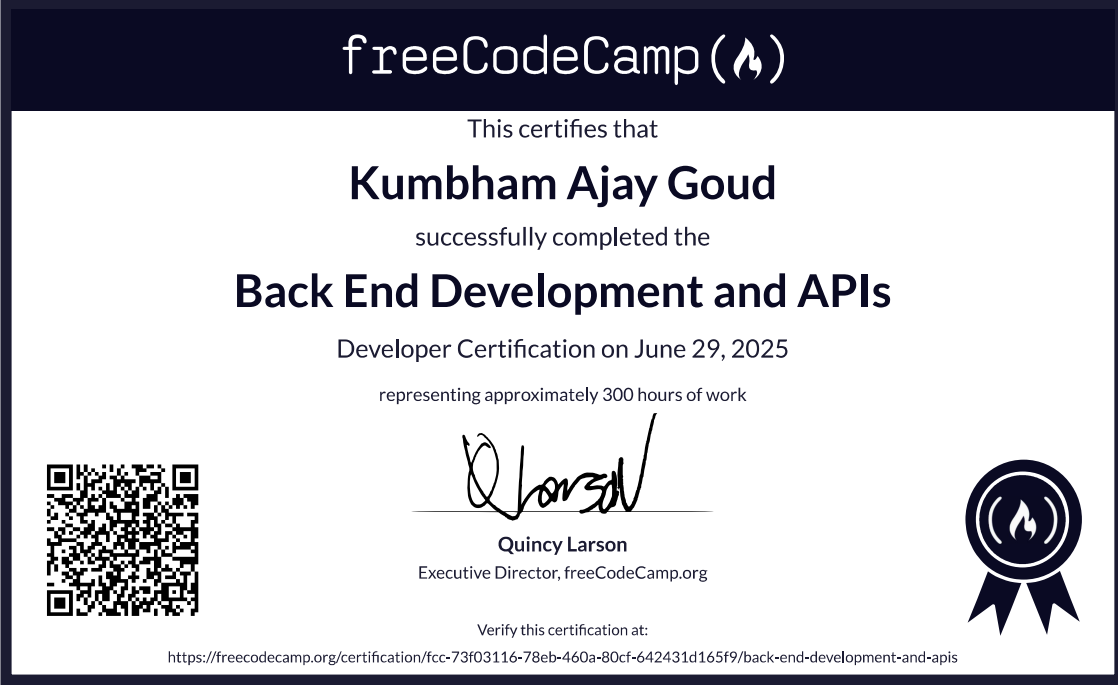 freeCodeCamp
This certifies that
Kumbham Ajay Goud
successfully completed the
Back End Development and APIs
Developer Certification on June 29, 2025
representing approximately 300 hours of work
Q Larson
Quincy Larson
Executive Director, freeCodeCamp.org
Verify this certification at:
https://freecodecamp.org/certification/fcc-73f03116-78eb-460a-80cf-642431d165f9/back-end-development-and-apis